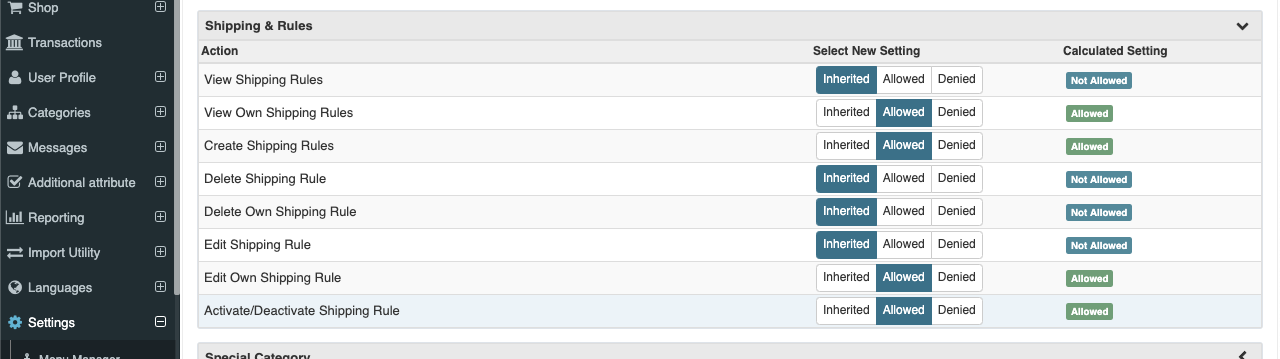 Shop
Transactions
User Profile
Categories
Messages
Additional attribute
Reporting
Import Utility
Languages
Settings
Menu Manager
Shipping & Rules
Action Select New Setting Calculated Setting
View Shipping Rules Inherited Allowed Denied Not Allowed
View Own Shipping Rules Inherited Allowed Denied Allowed
Create Shipping Rules Inherited Allowed Denied Allowed
Delete Shipping Rule Inherited Allowed Denied Not Allowed
Delete Own Shipping Rule Inherited Allowed Denied Not Allowed
Edit Shipping Rule Inherited Allowed Denied Not Allowed
Edit Own Shipping Rule Inherited Allowed Denied Allowed
Activate/Deactivate Shipping Rule Inherited Allowed Denied Allowed
Special Category